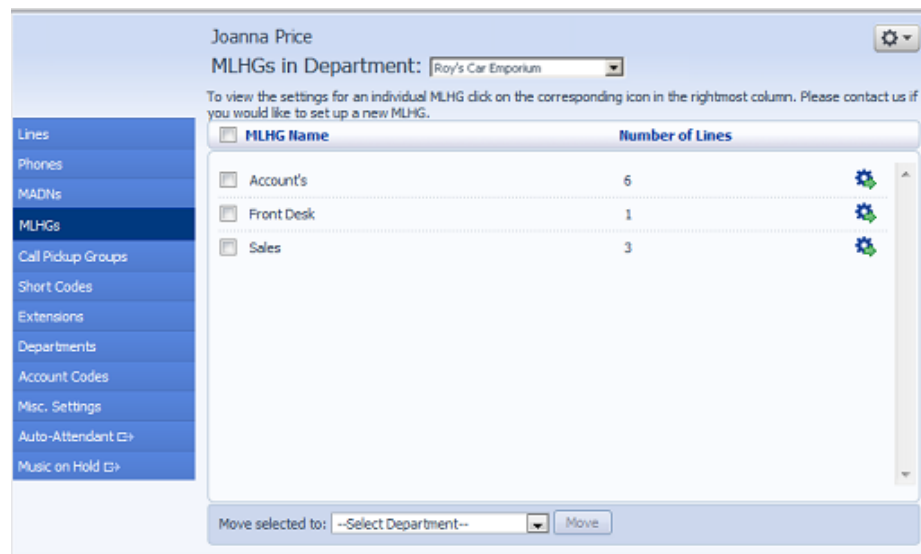 Joanna Price
MLHGs in Department: Roy's Car Emporium
To view the settings for an individual MLHG click on the corresponding icon in the rightmost column. Please contact us if
you would like to set up a new MLHG.
Lines
Phones
MADNs
MLHGs
Call Pickup Groups
Short Codes
Extensions
Departments
Account Codes
Misc. Settings
Auto-Attendant
Music on Hold
MLHG Name Number of Lines
Account's 6
Front Desk 1
Sales 3
Move selected to: --Select Department-- Move